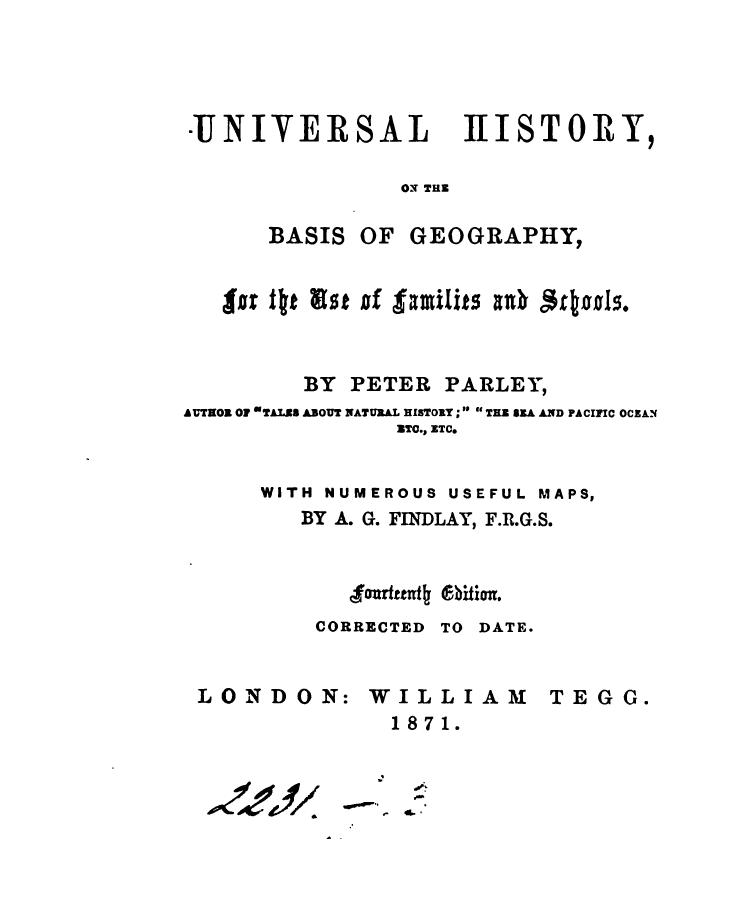 UNIVERSAL HISTORY,
ON THE
BASIS OF GEOGRAPHY,
For the Use of Families and Schools.
BY PETER PARLEY,
AUTHOR OF "TALES ABOUT NATURAL HISTORY;" "THE SEA AND PACIFIC OCEAN
ETC., ETC.
WITH NUMEROUS USEFUL MAPS,
BY A. G. FINDLAY, F.R.G.S.
Fourteenth Edition.
CORRECTED TO DATE.
LONDON: WILLIAM TEGG.
1871.
2231. — 3